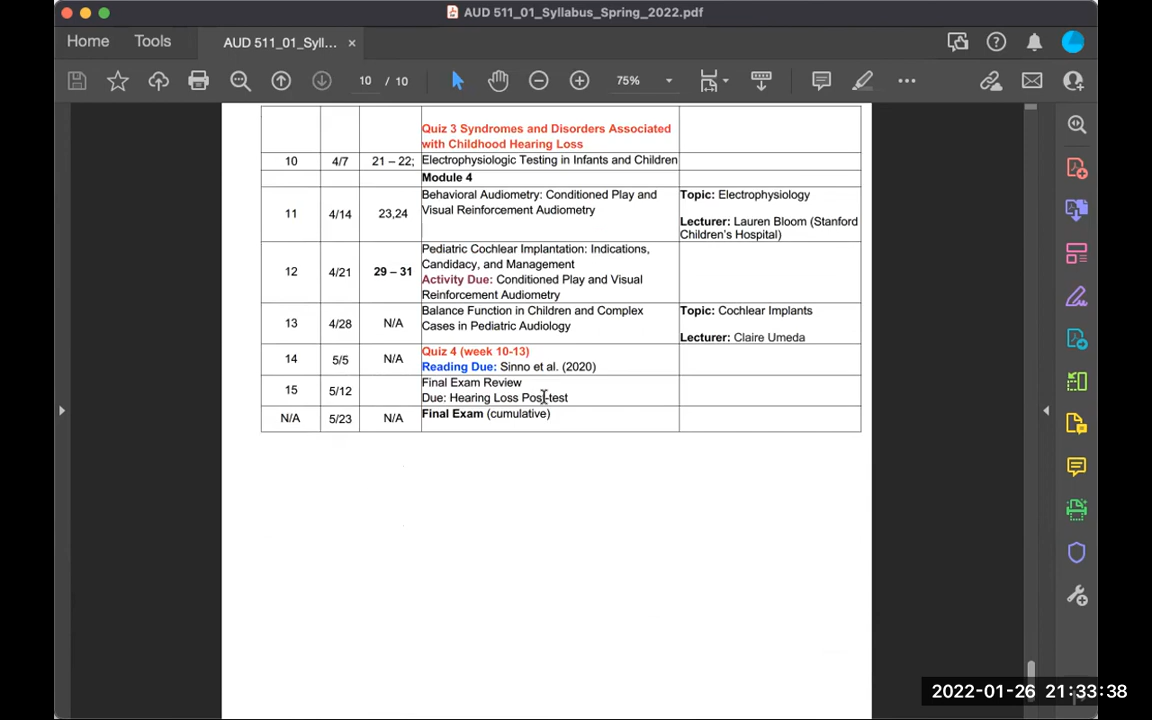 AUD 511_01_Syllabus_Spring_2022.pdf
Home Tools AUD 511_01_Syll... ×
10 / 10 75%
Quiz 3 Syndromes and Disorders Associated
with Childhood Hearing Loss
10 4/7 21 – 22; Electrophysiologic Testing in Infants and Children
Module 4
11 4/14 23,24 Behavioral Audiometry: Conditioned Play and
Visual Reinforcement Audiometry
Topic: Electrophysiology
Lecturer: Lauren Bloom (Stanford
Children's Hospital)
12 4/21 29 – 31 Pediatric Cochlear Implantation: Indications,
Candidacy, and Management
Activity Due: Conditioned Play and Visual
Reinforcement Audiometry
13 4/28 N/A Balance Function in Children and Complex
Cases in Pediatric Audiology
Topic: Cochlear Implants
Lecturer: Claire Umeda
14 5/5 N/A Quiz 4 (week 10-13)
Reading Due: Sinno et al. (2020)
15 5/12 Final Exam Review
Due: Hearing Loss Post-test
N/A 5/23 N/A Final Exam (cumulative)
2022-01-26 21:33:38